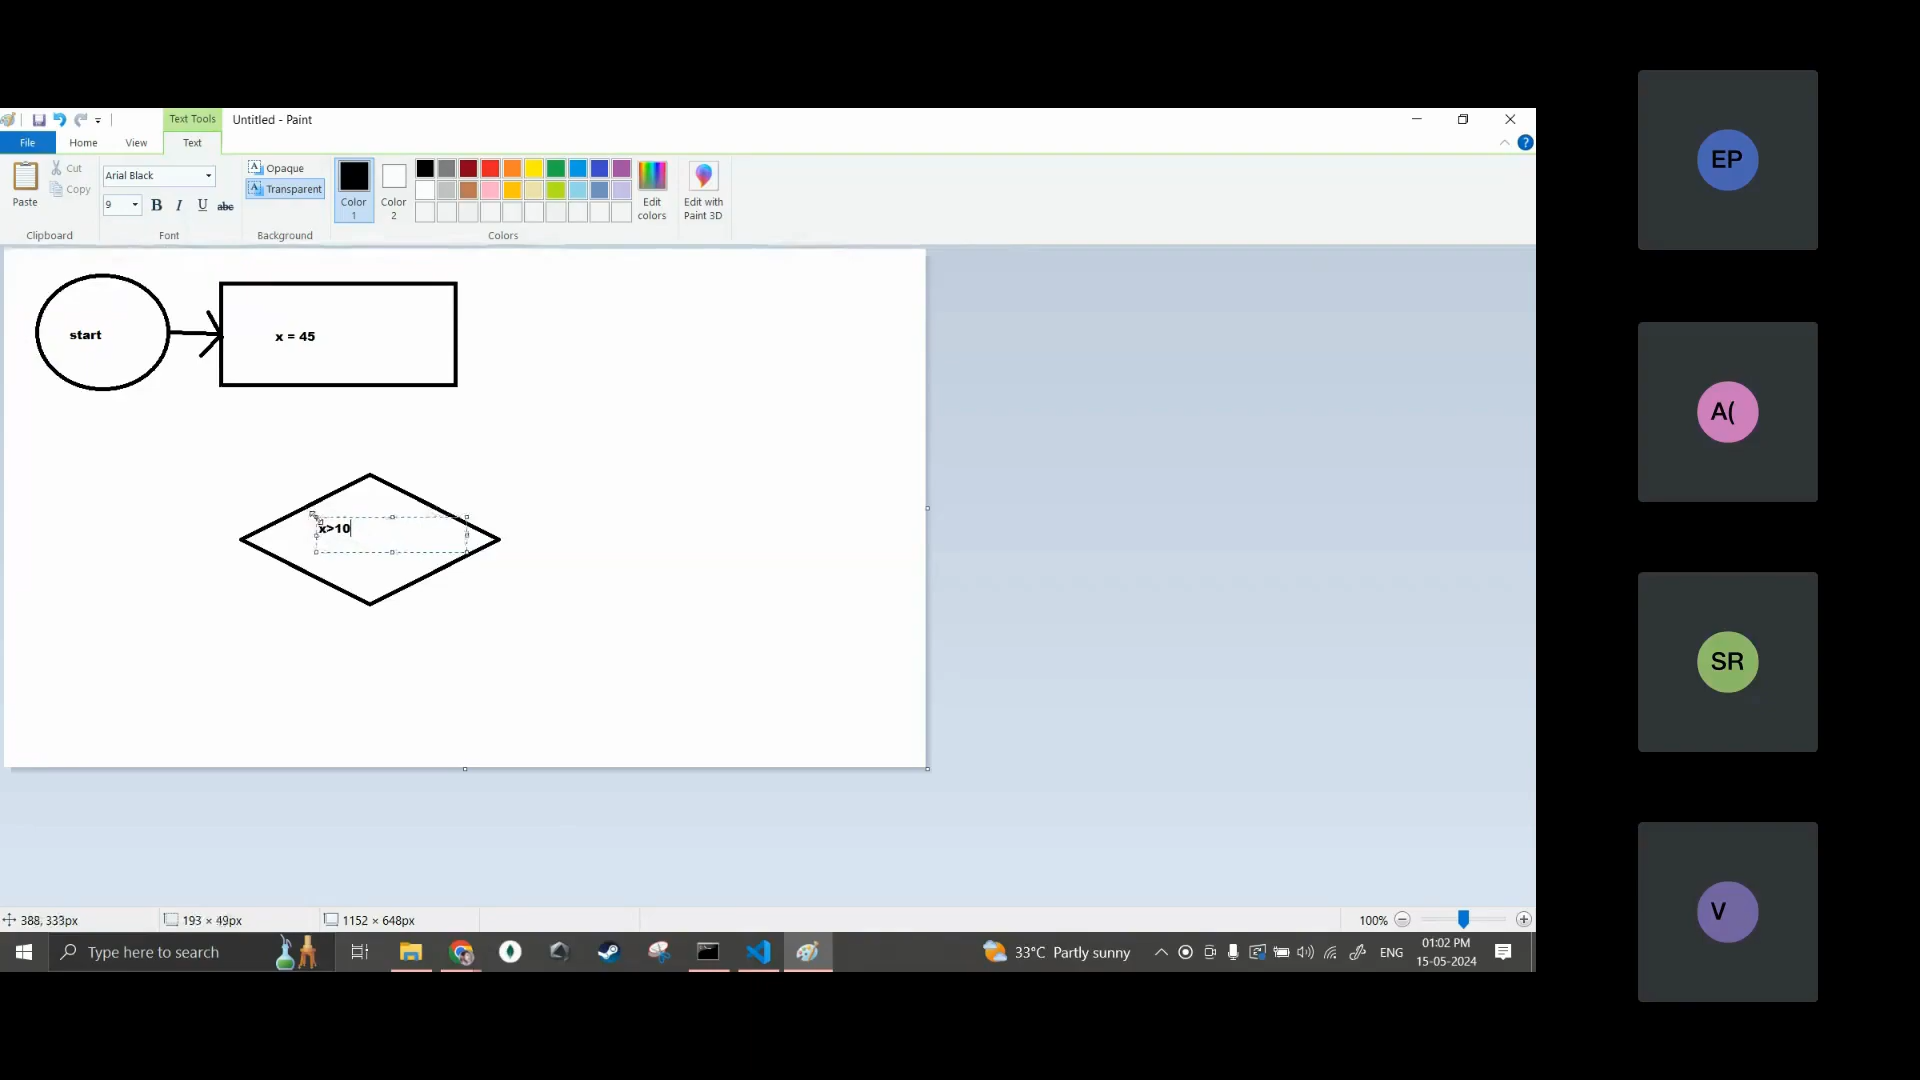 Text Tools
Untitled - Paint
File
Home
View
Text
Paste
Cut
Copy
Clipboard
Arial Black
9
B
I
U
abc
Font
A
Opaque
A
Transparent
Background
Color
1
Color
2
Edit
colors
Colors
Edit with
Paint 3D
?
start
x = 45
x>10
388, 333px
193 × 49px
1152 × 648px
100%
Type here to search
33°C Partly sunny
ENG
01:02 PM
15-05-2024
EP
A(
SR
V